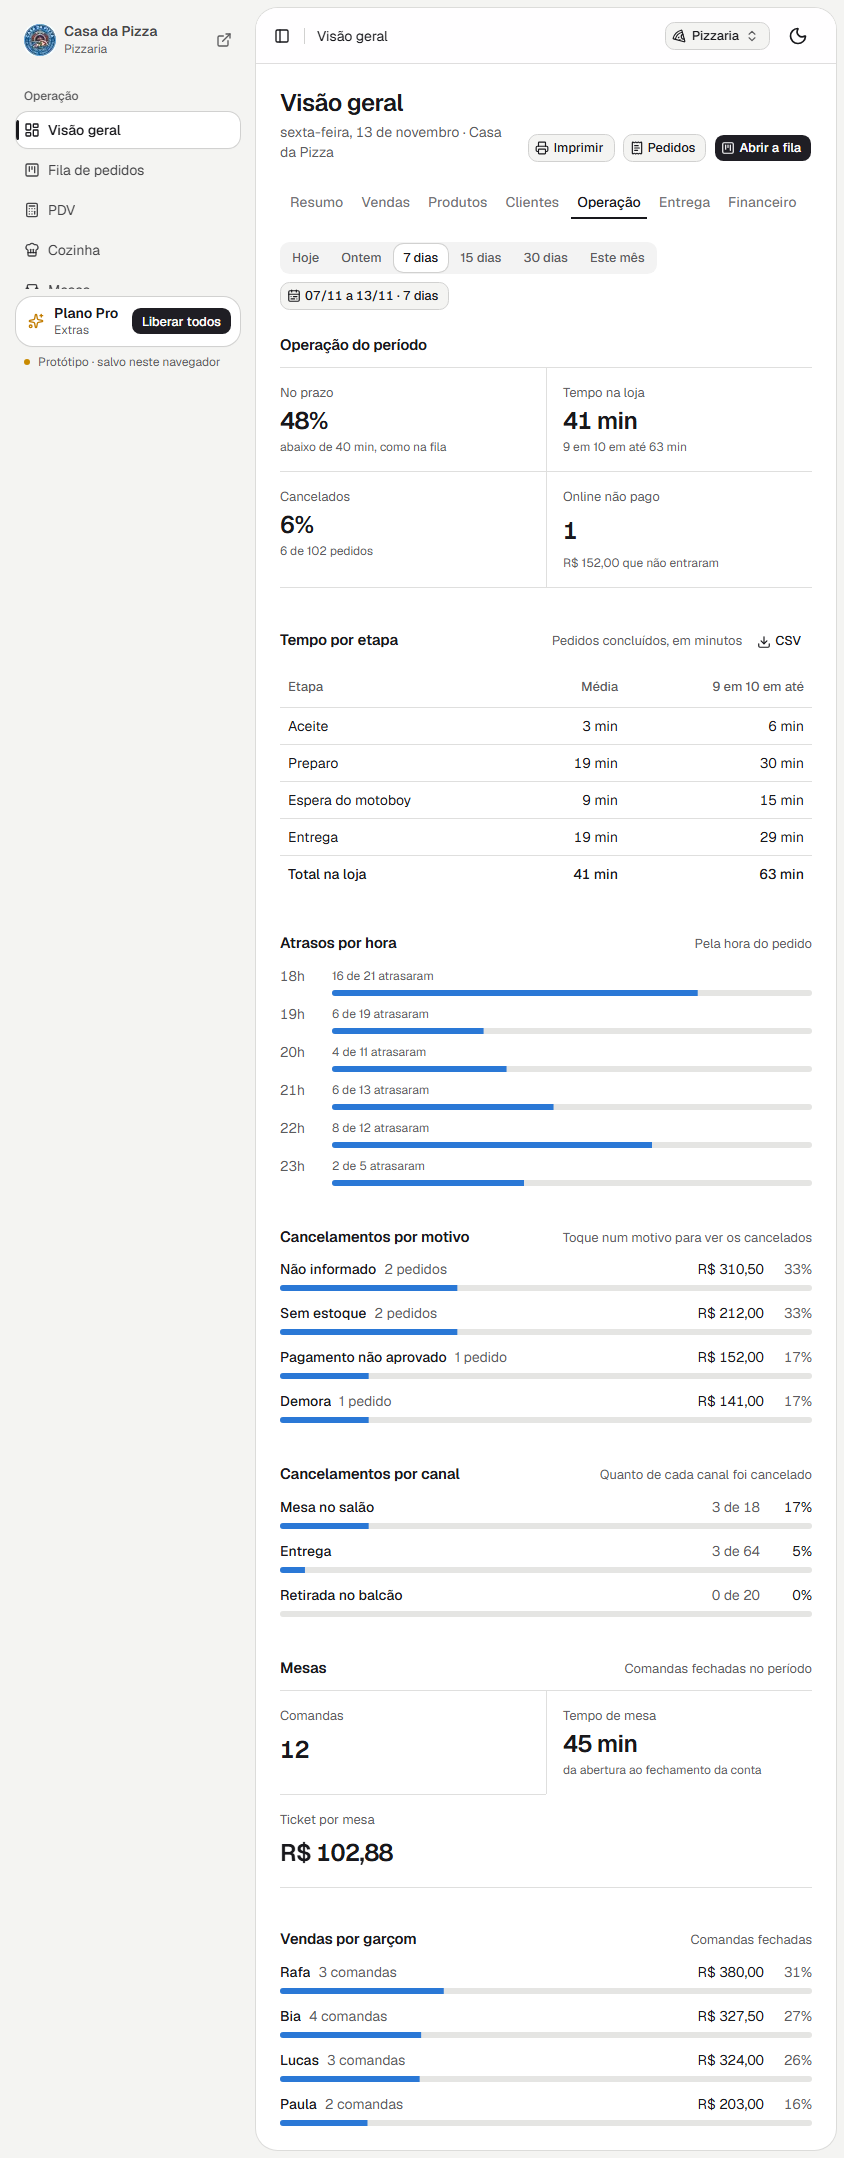 Casa da Pizza
Pizzaria
Operação
Visão geral
Fila de pedidos
PDV
Cozinha
Plano Pro
Extras
Liberar todos
Protótipo · salvo neste navegador
Visão geral
Pizzaria
Visão geral
sexta-feira, 13 de novembro · Casa
da Pizza
Imprimir
Pedidos
Abrir a fila
Resumo
Vendas
Produtos
Clientes
Operação
Entrega
Financeiro
Hoje
Ontem
7 dias
15 dias
30 dias
Este mês
07/11 a 13/11 · 7 dias
Operação do período
No prazo
48%
abaixo de 40 min, como na fila
Tempo na loja
41 min
9 em 10 em até 63 min
Cancelados
6%
6 de 102 pedidos
Online não pago
1
R$ 152,00 que não entraram
Tempo por etapa
Pedidos concluídos, em minutos
CSV
Etapa Média 9 em 10 em até
Aceite 3 min 6 min
Preparo 19 min 30 min
Espera do motoboy 9 min 15 min
Entrega 19 min 29 min
Total na loja 41 min 63 min
Atrasos por hora
Pela hora do pedido
18h 16 de 21 atrasaram
19h 6 de 19 atrasaram
20h 4 de 11 atrasaram
21h 6 de 13 atrasaram
22h 8 de 12 atrasaram
23h 2 de 5 atrasaram
Cancelamentos por motivo
Toque num motivo para ver os cancelados
Não informado 2 pedidos R$ 310,50 33%
Sem estoque 2 pedidos R$ 212,00 33%
Pagamento não aprovado 1 pedido R$ 152,00 17%
Demora 1 pedido R$ 141,00 17%
Cancelamentos por canal
Quanto de cada canal foi cancelado
Mesa no salão 3 de 18 17%
Entrega 3 de 64 5%
Retirada no balcão 0 de 20 0%
Mesas
Comandas fechadas no período
Comandas
12
Tempo de mesa
45 min
da abertura ao fechamento da conta
Ticket por mesa
R$ 102,88
Vendas por garçom
Comandas fechadas
Rafa 3 comandas R$ 380,00 31%
Bia 4 comandas R$ 327,50 27%
Lucas 3 comandas R$ 324,00 26%
Paula 2 comandas R$ 203,00 16%